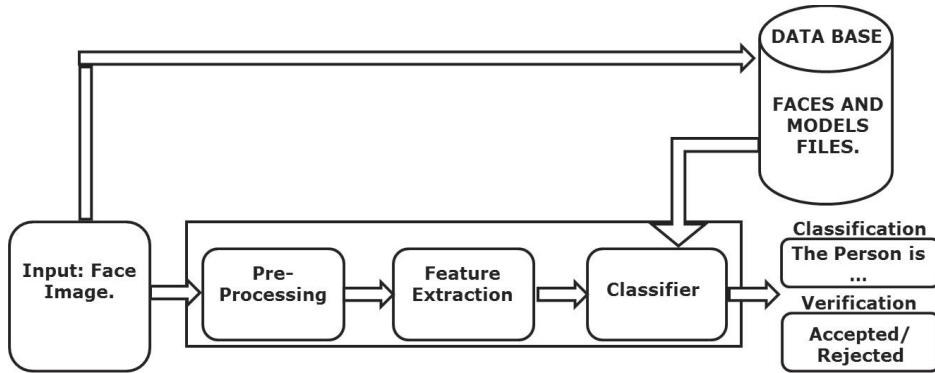 DATA BASE
FACES AND
MODELS
FILES.
Input: Face
Image.
Pre-
Processing
Feature
Extraction
Classifier
Classification
The Person is
...
Verification
Accepted/
Rejected